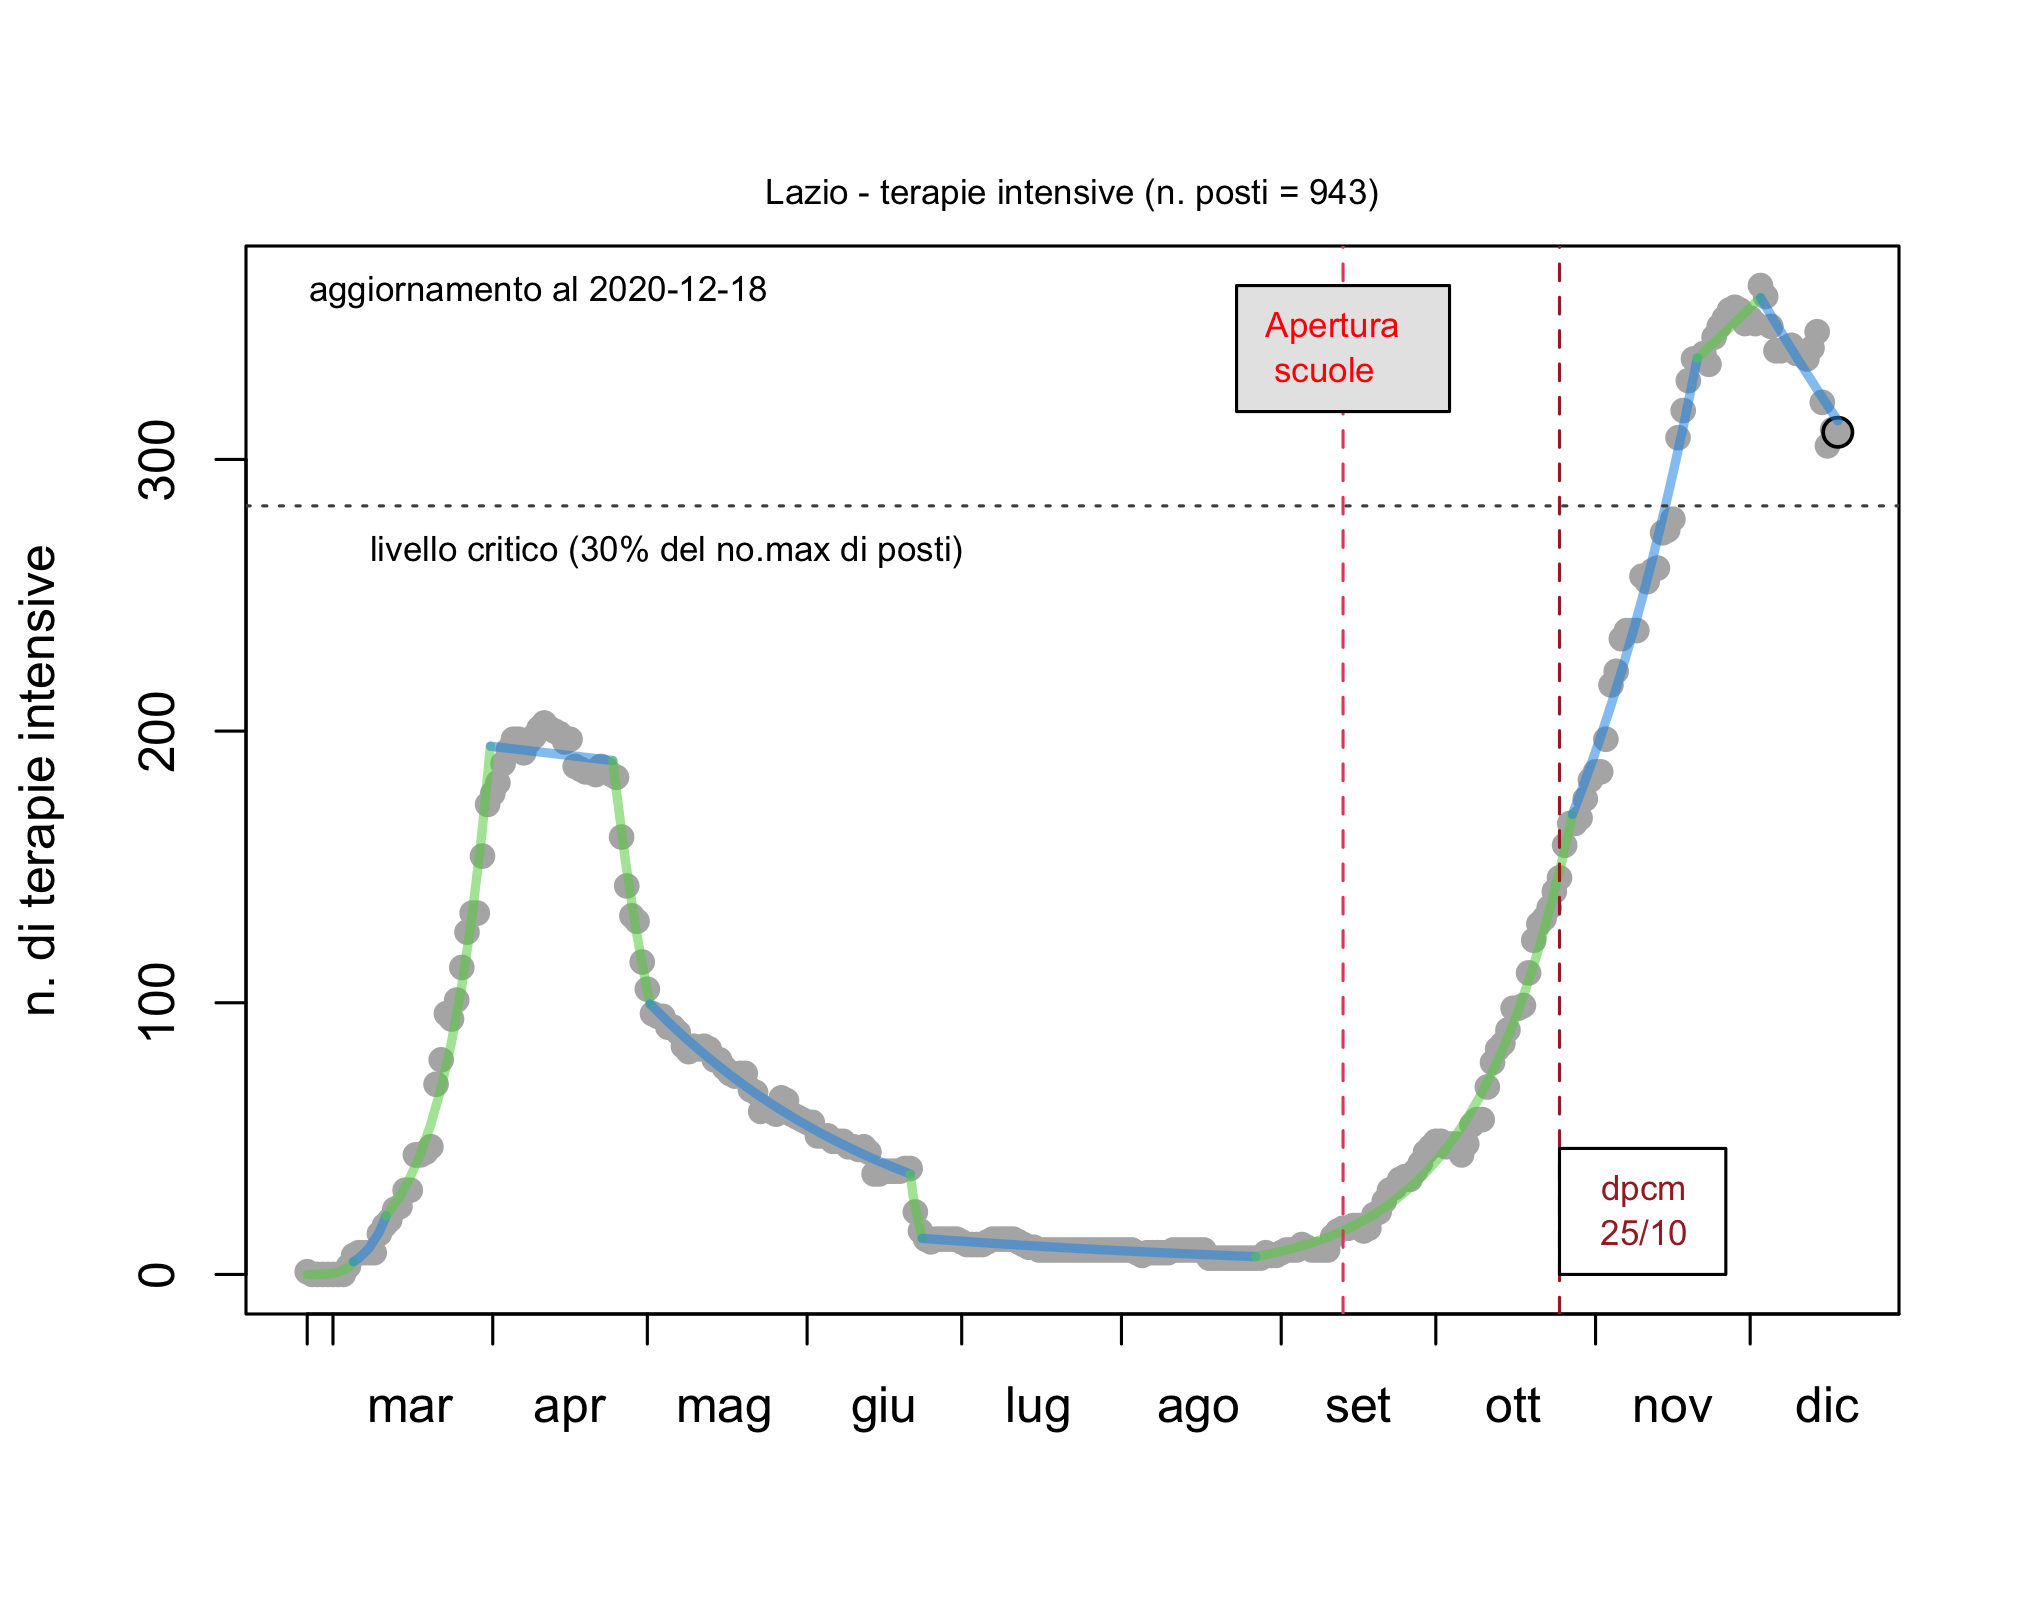 Lazio - terapie intensive (n. posti = 943)
aggiornamento al 2020-12-18
Apertura
scuole
livello critico (30% del no.max di posti)
dpcm
25/10
n. di terapie intensive
300
200
100
0
mar apr mag giu lug ago set ott nov dic